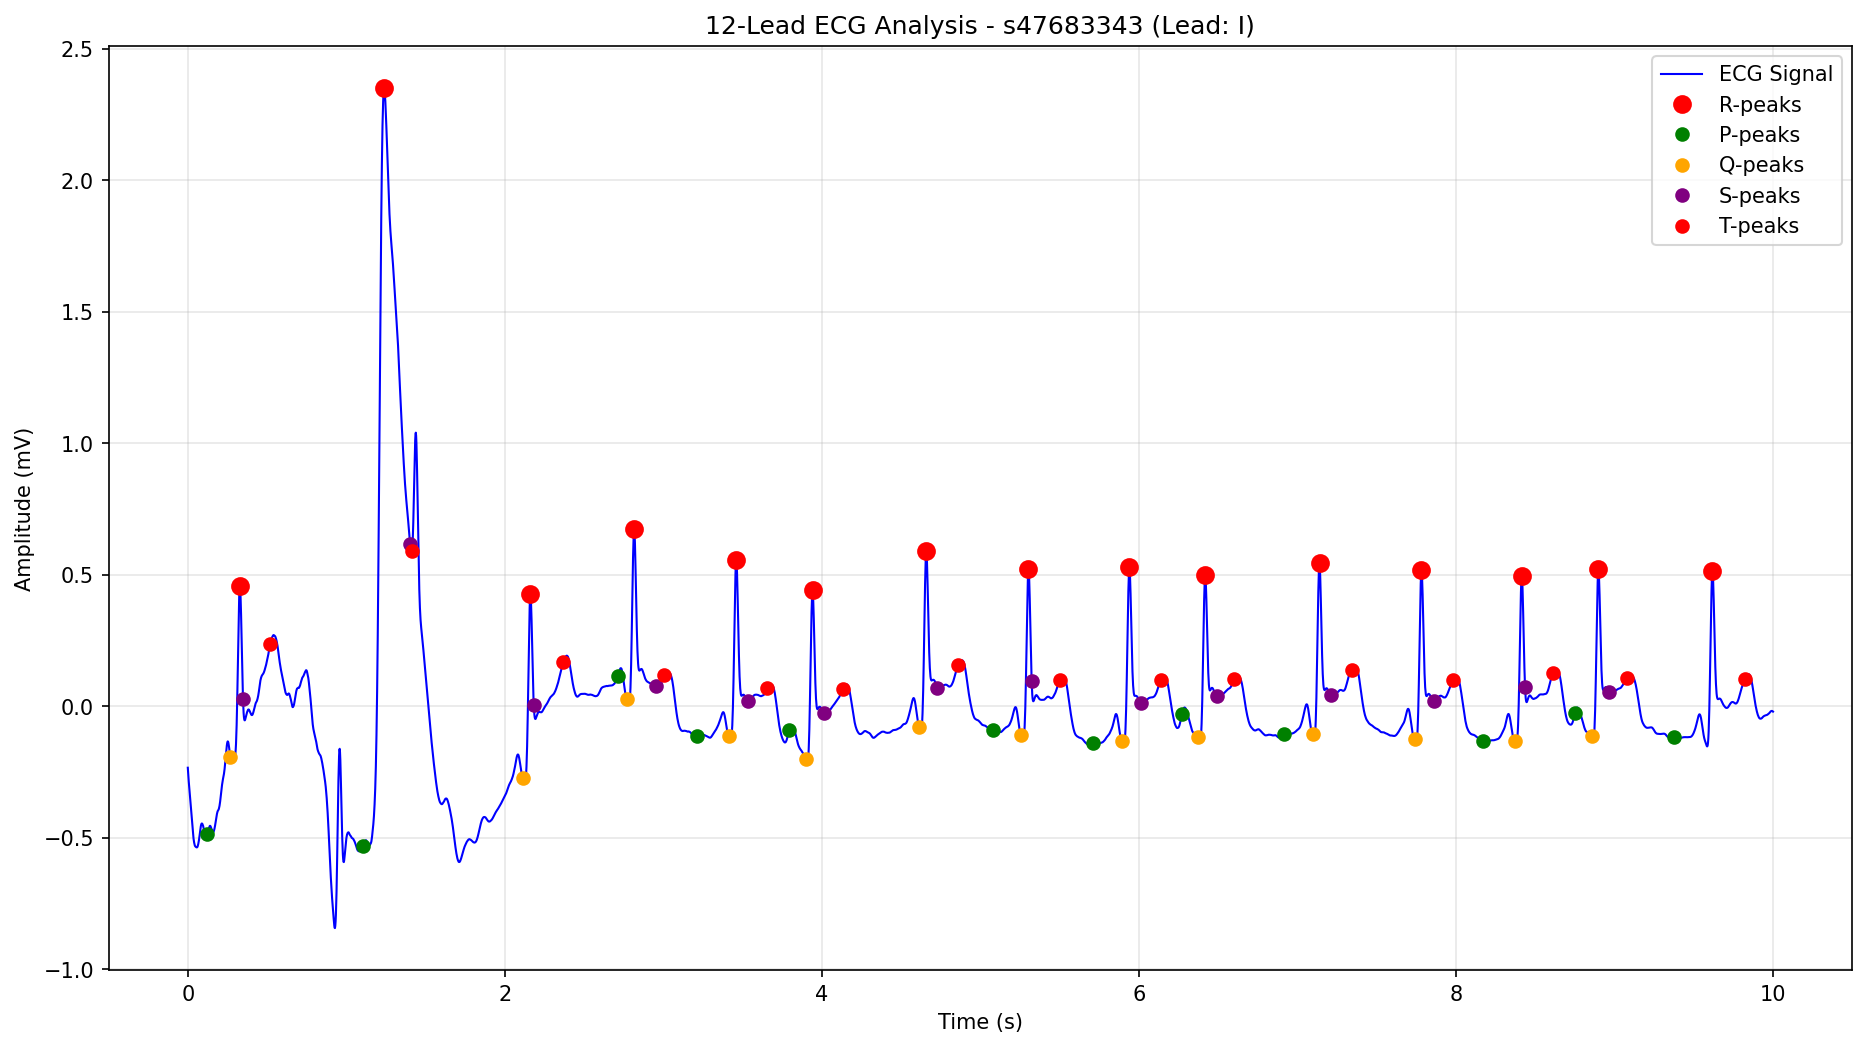 12-Lead ECG Analysis - s47683343 (Lead: I)
ECG Signal
R-peaks
P-peaks
Q-peaks
S-peaks
T-peaks
Amplitude (mV)
2.5
2.0
1.5
1.0
0.5
0.0
−0.5
−1.0
0 2 4 6 8 10
Time (s)